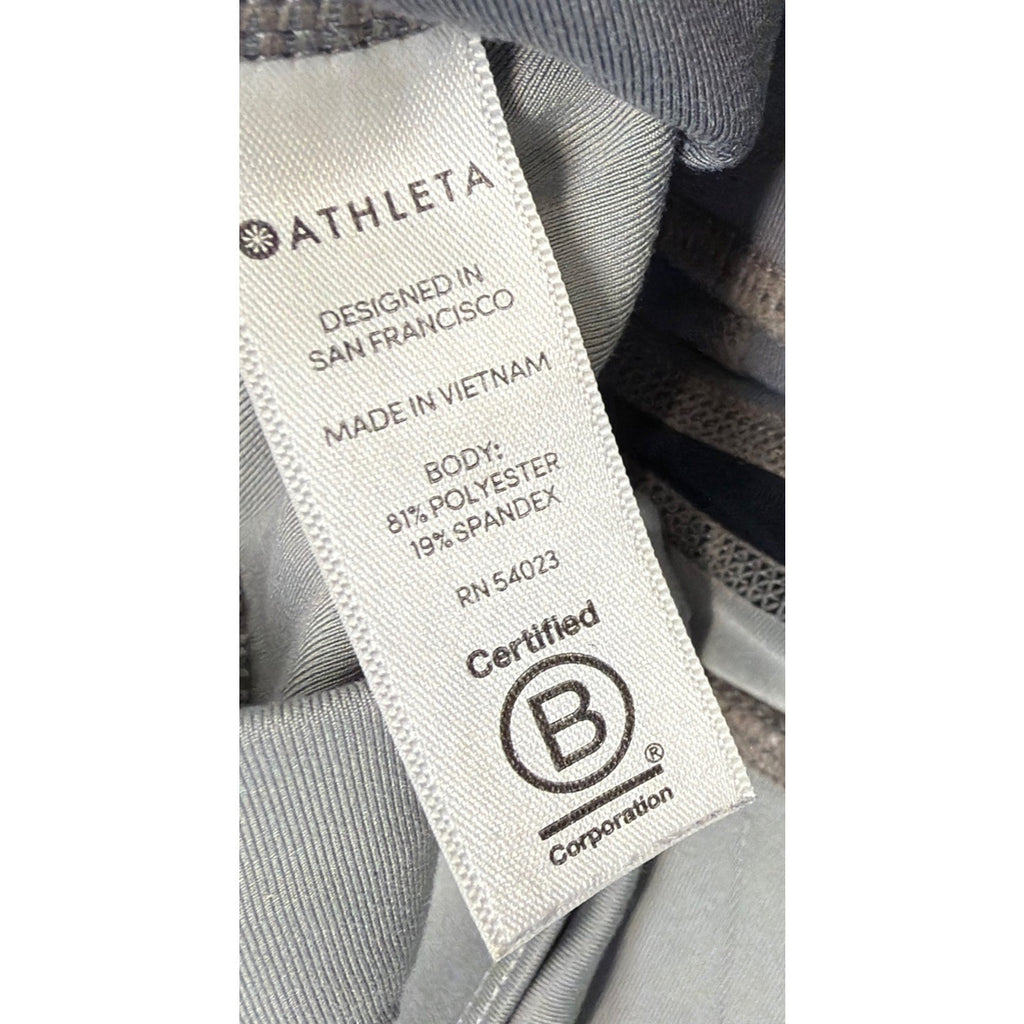 ATHLETA
DESIGNED IN
SAN FRANCISCO
MADE IN VIETNAM
BODY:
81% POLYESTER
19% SPANDEX
RN 54023
Certified
B
®
Corporation